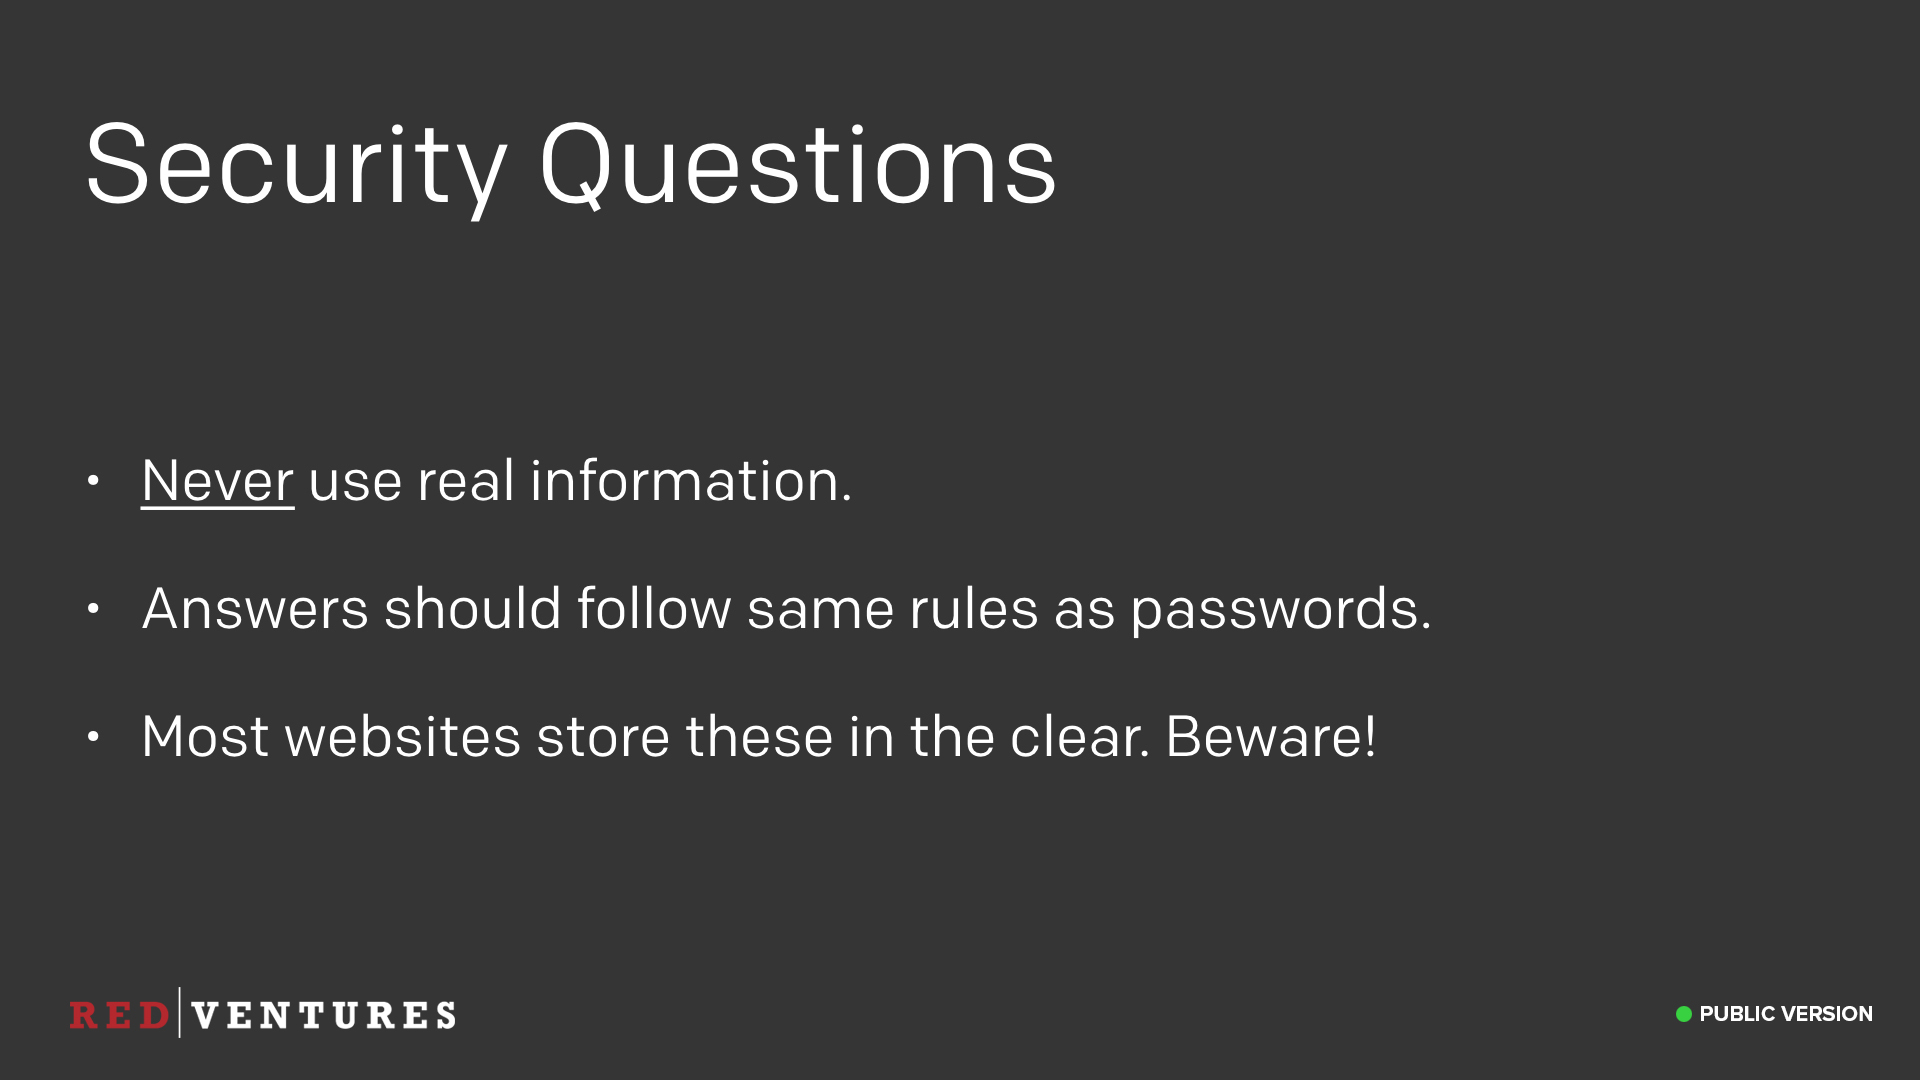 Security Questions
• Never use real information.
• Answers should follow same rules as passwords.
• Most websites store these in the clear. Beware!
RED|VENTURES
PUBLIC VERSION